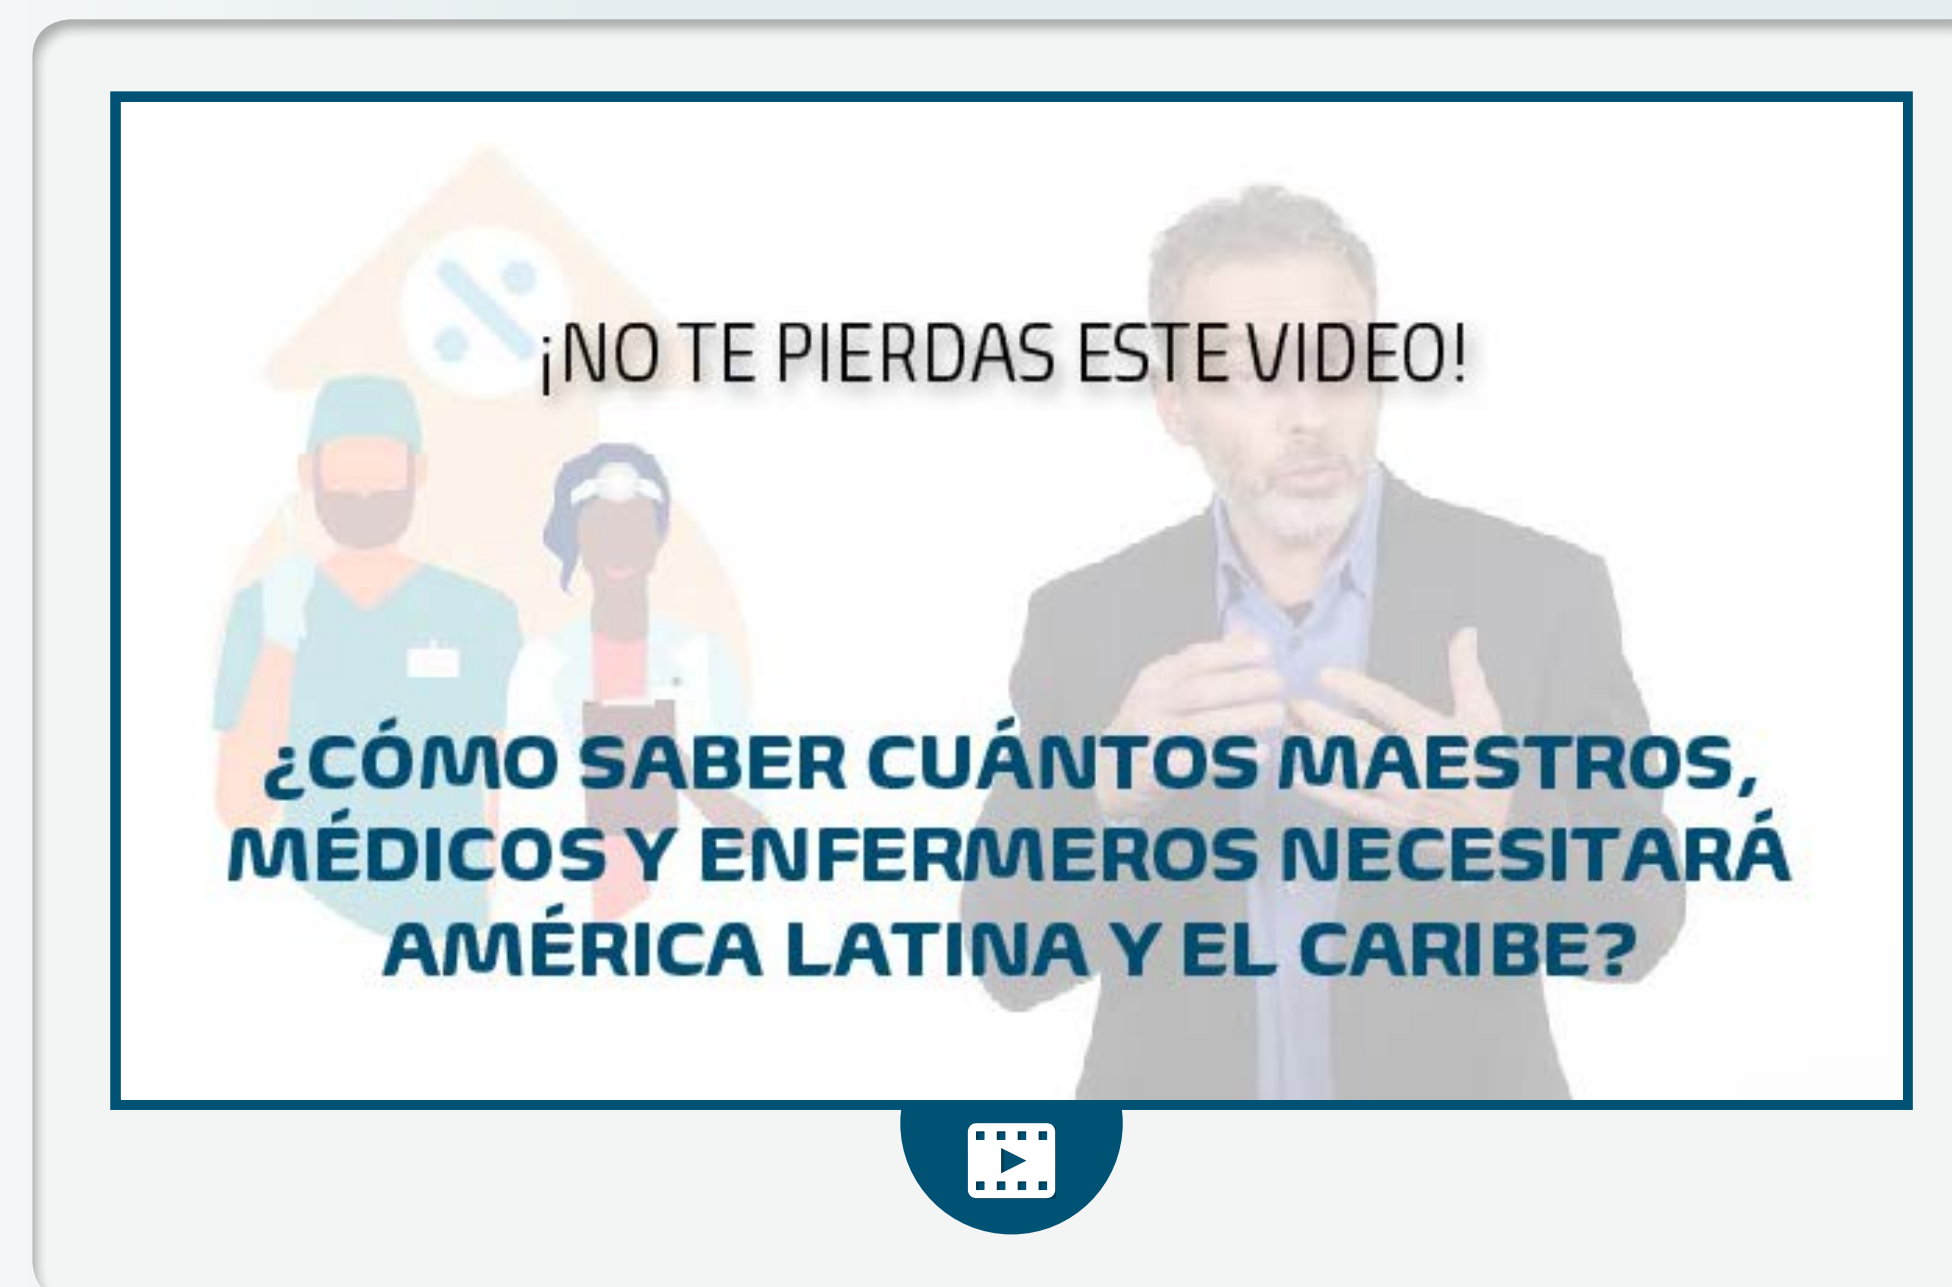 ¡NO TE PIERDAS ESTE VIDEO!
¿CÓMO SABER CUÁNTOS MAESTROS,
MÉDICOS Y ENFERMEROS NECESITARÁ
AMÉRICA LATINA Y EL CARIBE?